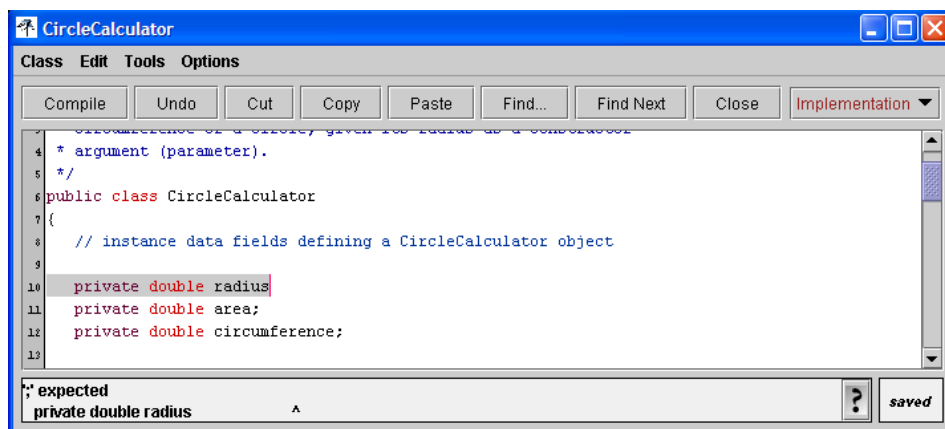 CircleCalculator
Class Edit Tools Options
Compile Undo Cut Copy Paste Find... Find Next Close Implementation
4 * argument (parameter).
5 */
6 public class CircleCalculator
7 {
8 // instance data fields defining a CircleCalculator object
9
10 private double radius
11 private double area;
12 private double circumference;
13
';' expected
private double radius ^
? saved